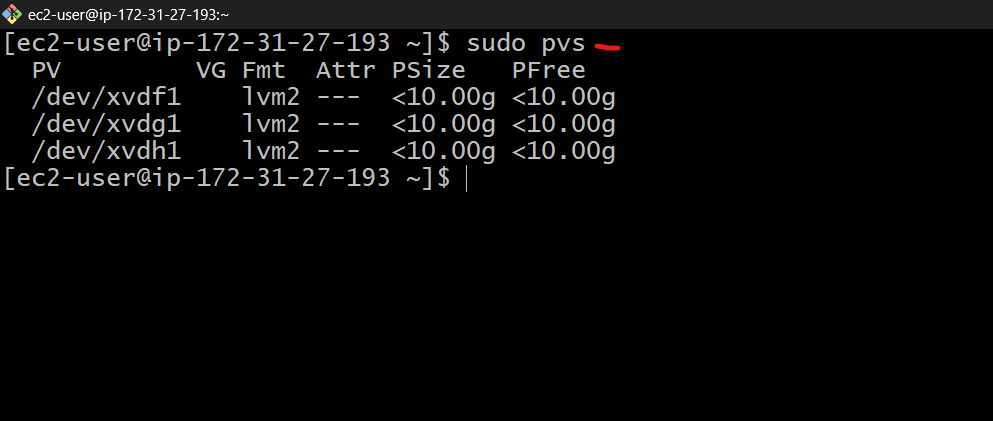 ec2-user@ip-172-31-27-193:~
[ec2-user@ip-172-31-27-193 ~]$ sudo pvs
  PV         VG Fmt  Attr PSize   PFree
  /dev/xvdf1    lvm2 ---  <10.00g <10.00g
  /dev/xvdg1    lvm2 ---  <10.00g <10.00g
  /dev/xvdh1    lvm2 ---  <10.00g <10.00g
[ec2-user@ip-172-31-27-193 ~]$